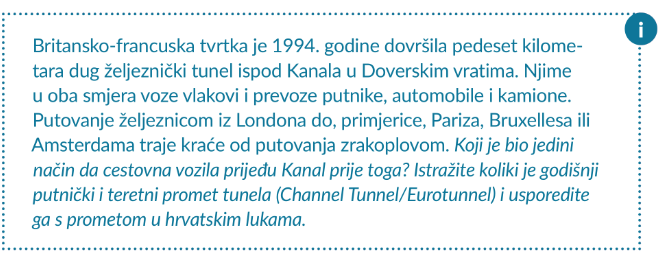 i
Britansko-francuska tvrtka je 1994. godine dovršila pedeset kilome-
tara dug željeznički tunel ispod Kanala u Doverskim vratima. Njime
u oba smjera voze vlakovi i prevoze putnike, automobile i kamione.
Putovanje željeznicom iz Londona do, primjerice, Pariza, Bruxellesa ili
Amsterdama traje kraće od putovanja zrakoplovom. Koji je bio jedini
način da cestovna vozila prijeđu Kanal prije toga? Istražite koliki je godišnji
putnički i teretni promet tunela (Channel Tunnel/Eurotunnel) i usporedite
ga s prometom u hrvatskim lukama.